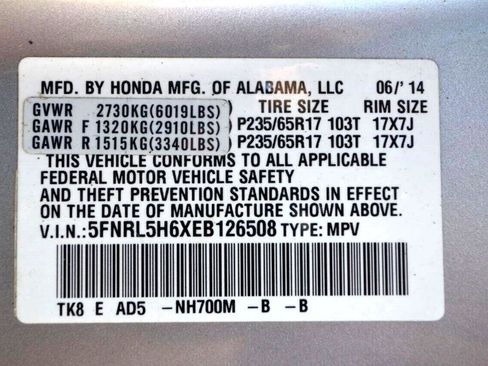 MFD. BY HONDA MFG. OF ALABAMA, LLC 06/'14
GVWR 2730KG(6019LBS) TIRE SIZE RIM SIZE
GAWR F 1320KG(2910LBS) P235/65R17 103T 17X7J
GAWR R 1515KG(3340LBS) P235/65R17 103T 17X7J
THIS VEHICLE CONFORMS TO ALL APPLICABLE
FEDERAL MOTOR VEHICLE SAFETY
AND THEFT PREVENTION STANDARDS IN EFFECT
ON THE DATE OF MANUFACTURE SHOWN ABOVE.
V.I.N.: 5FNRL5H6XEB126508 TYPE: MPV
TK8 E AD5 -NH700M -B -B